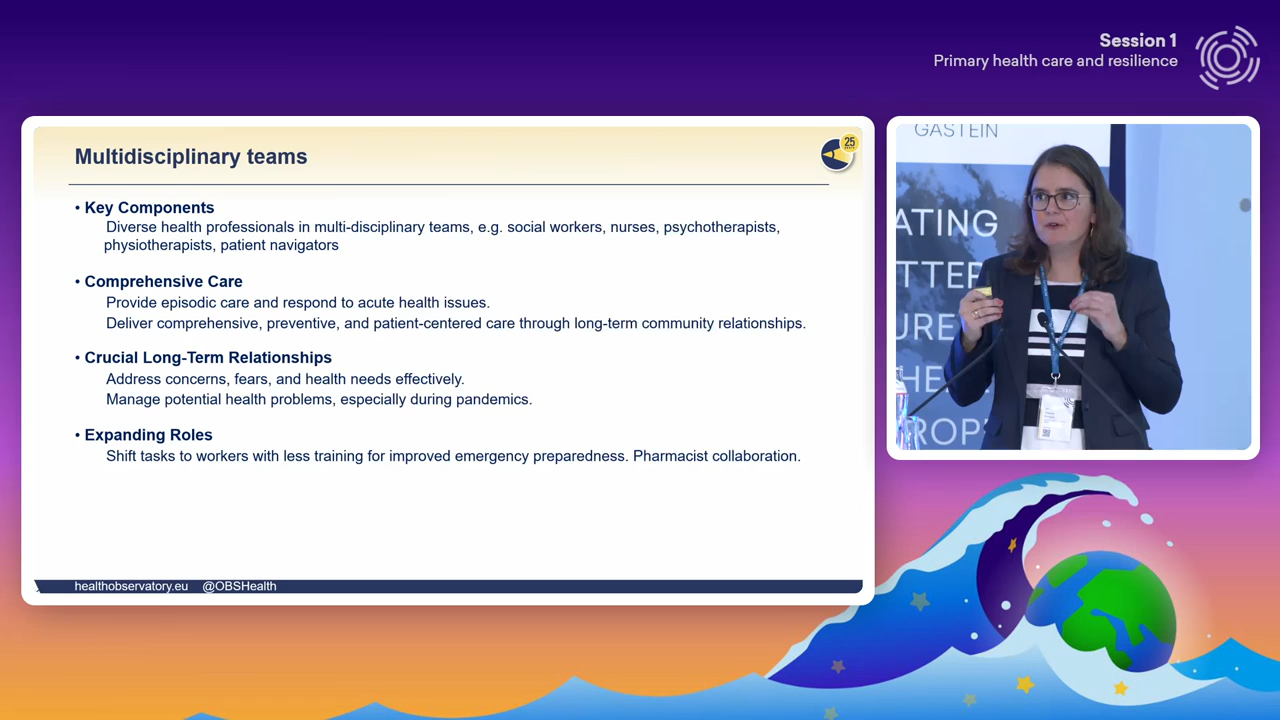 Session 1
Primary health care and resilience
Multidisciplinary teams
25
• Key Components
Diverse health professionals in multi-disciplinary teams, e.g. social workers, nurses, psychotherapists,
physiotherapists, patient navigators
• Comprehensive Care
Provide episodic care and respond to acute health issues.
Deliver comprehensive, preventive, and patient-centered care through long-term community relationships.
• Crucial Long-Term Relationships
Address concerns, fears, and health needs effectively.
Manage potential health problems, especially during pandemics.
• Expanding Roles
Shift tasks to workers with less training for improved emergency preparedness. Pharmacist collaboration.
healthobservatory.eu @OBSHealth
GASTEIN
ATING
TTER
URE
HE
ROP